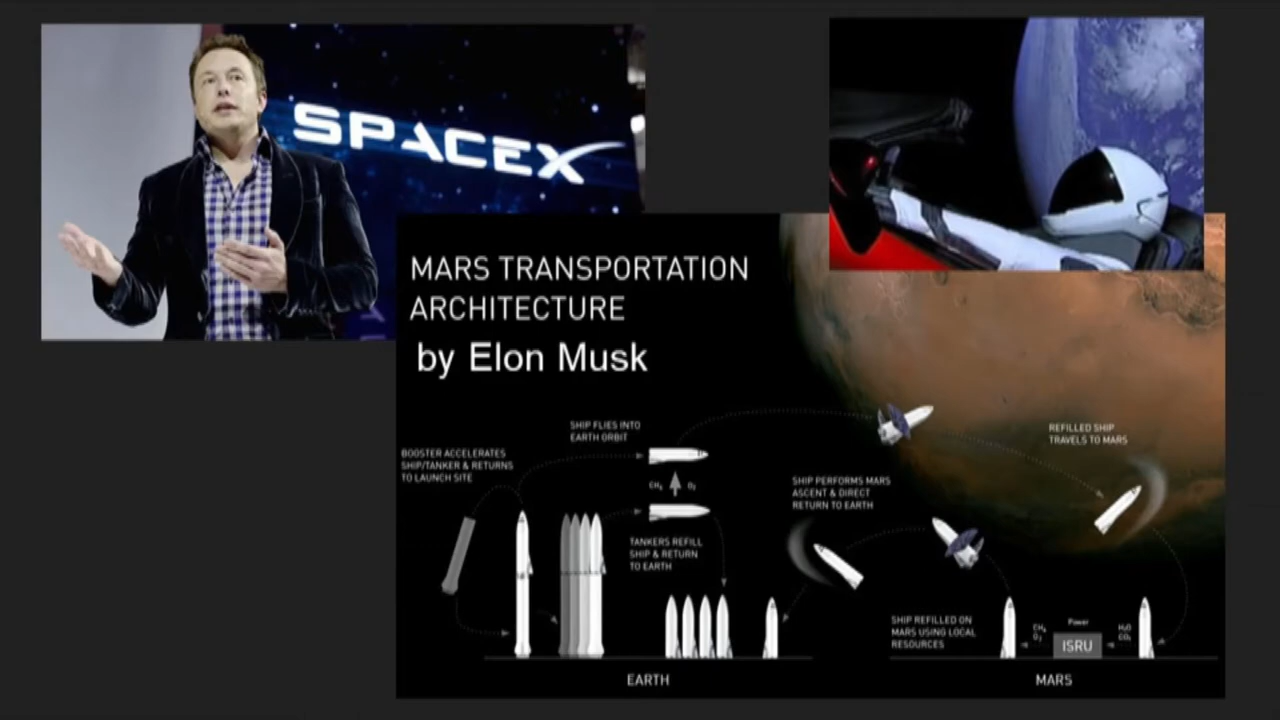 SPACEX
MARS TRANSPORTATION
ARCHITECTURE
by Elon Musk
SHIP FLIES INTO
EARTH ORBIT
BOOSTER ACCELERATES
SHIP/TANKER & RETURNS
TO LAUNCH SITE
CH₄ O₂
TANKERS REFILL
SHIP & RETURN
TO EARTH
SHIP PERFORMS MARS
ASCENT & DIRECT
RETURN TO EARTH
REFILLED SHIP
TRAVELS TO MARS
SHIP REFILLED ON
MARS USING LOCAL
RESOURCES
CH₄
O₂
Power
ISRU
H₂O
CO₂
EARTH
MARS